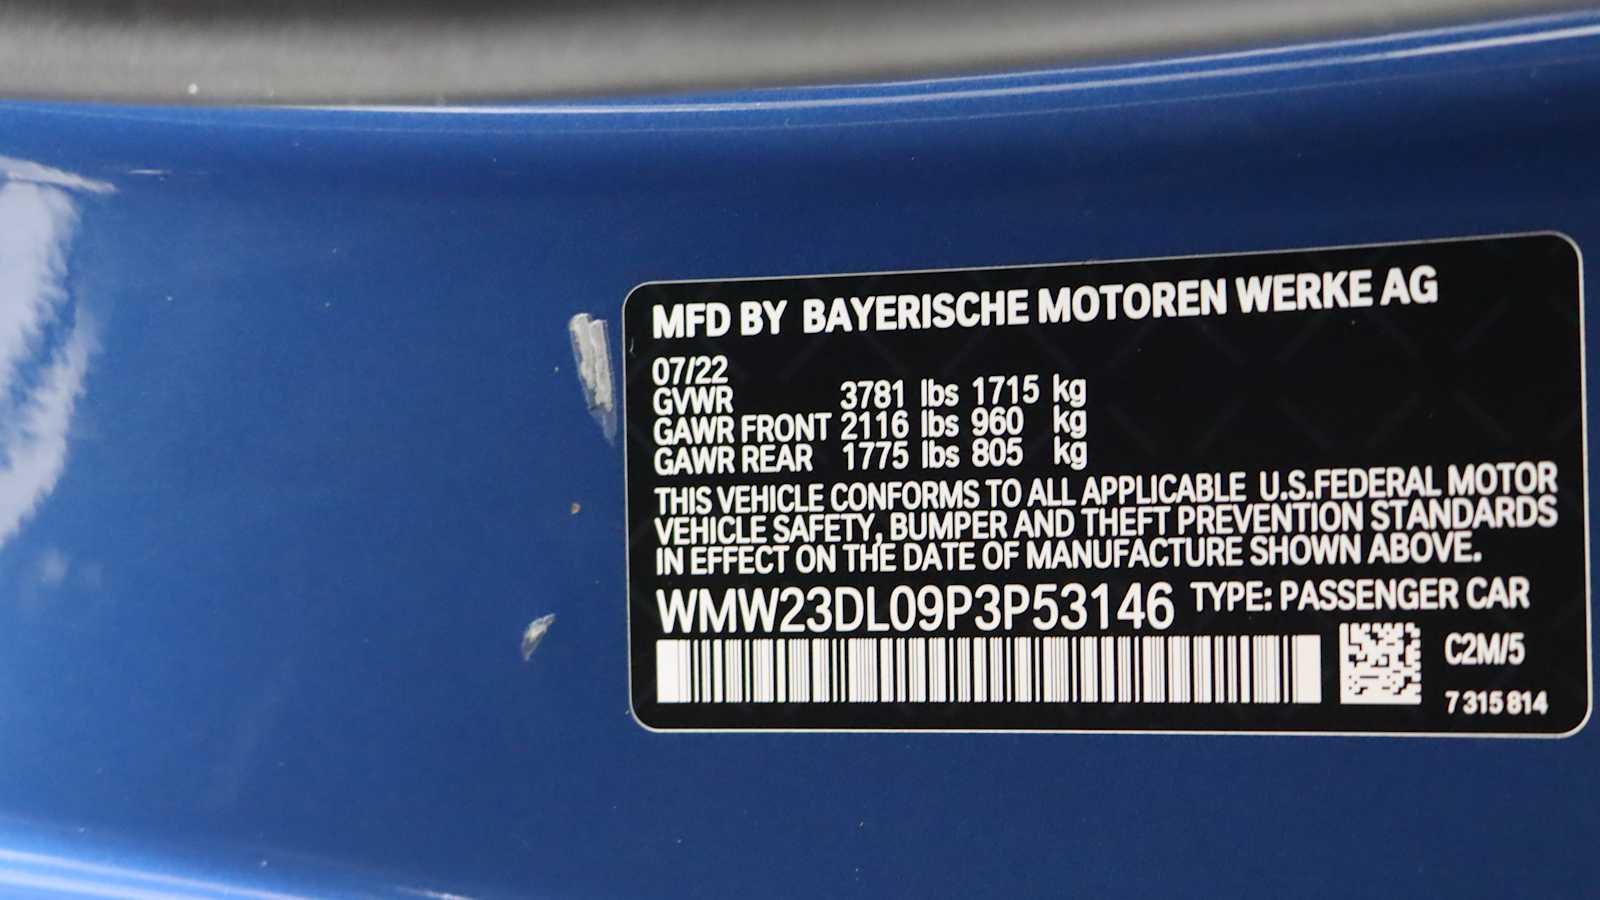 MFD BY BAYERISCHE MOTOREN WERKE AG
07/22
GVWR 3781 lbs 1715 kg
GAWR FRONT 2116 lbs 960 kg
GAWR REAR 1775 lbs 805 kg
THIS VEHICLE CONFORMS TO ALL APPLICABLE U.S.FEDERAL MOTOR
VEHICLE SAFETY, BUMPER AND THEFT PREVENTION STANDARDS
IN EFFECT ON THE DATE OF MANUFACTURE SHOWN ABOVE.
WMW23DL09P3P53146 TYPE: PASSENGER CAR
C2M/5
7 315 814